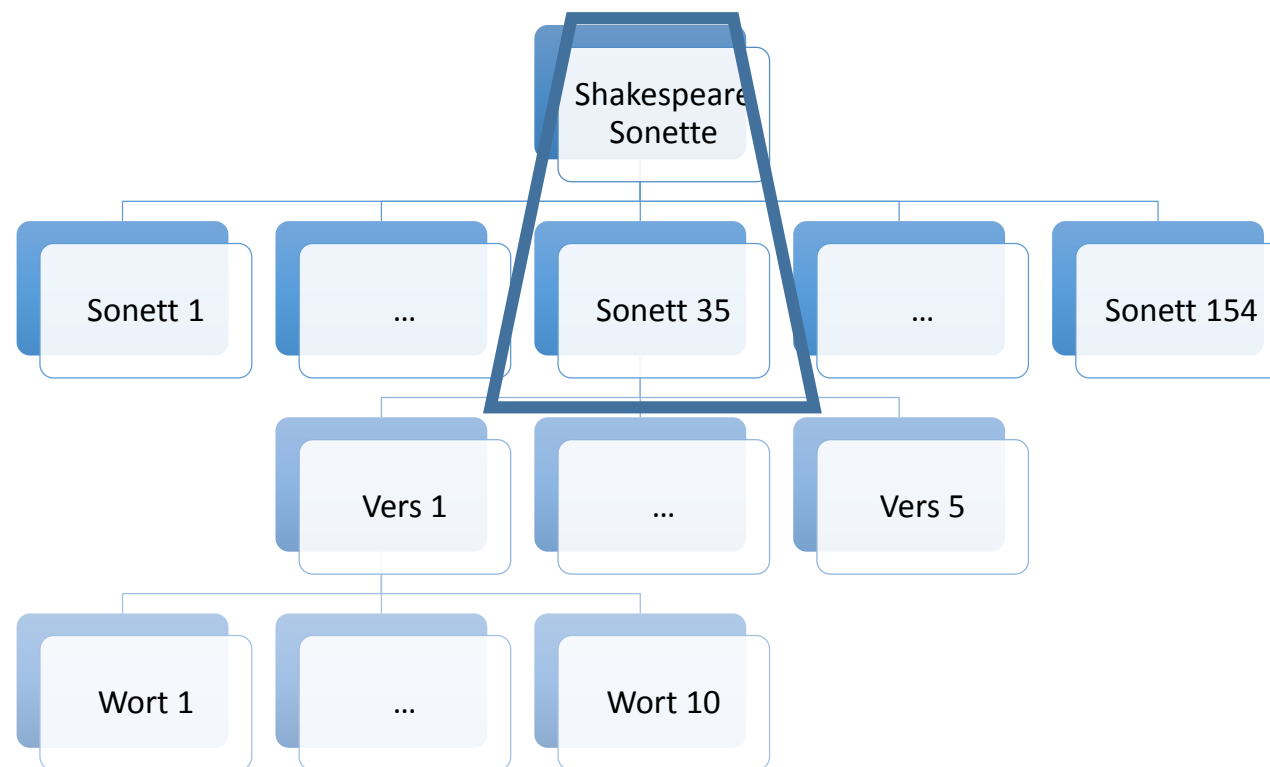 Shakespeare
Sonette
Sonett 1
...
Sonett 35
...
Sonett 154
Vers 1
...
Vers 5
Wort 1
...
Wort 10